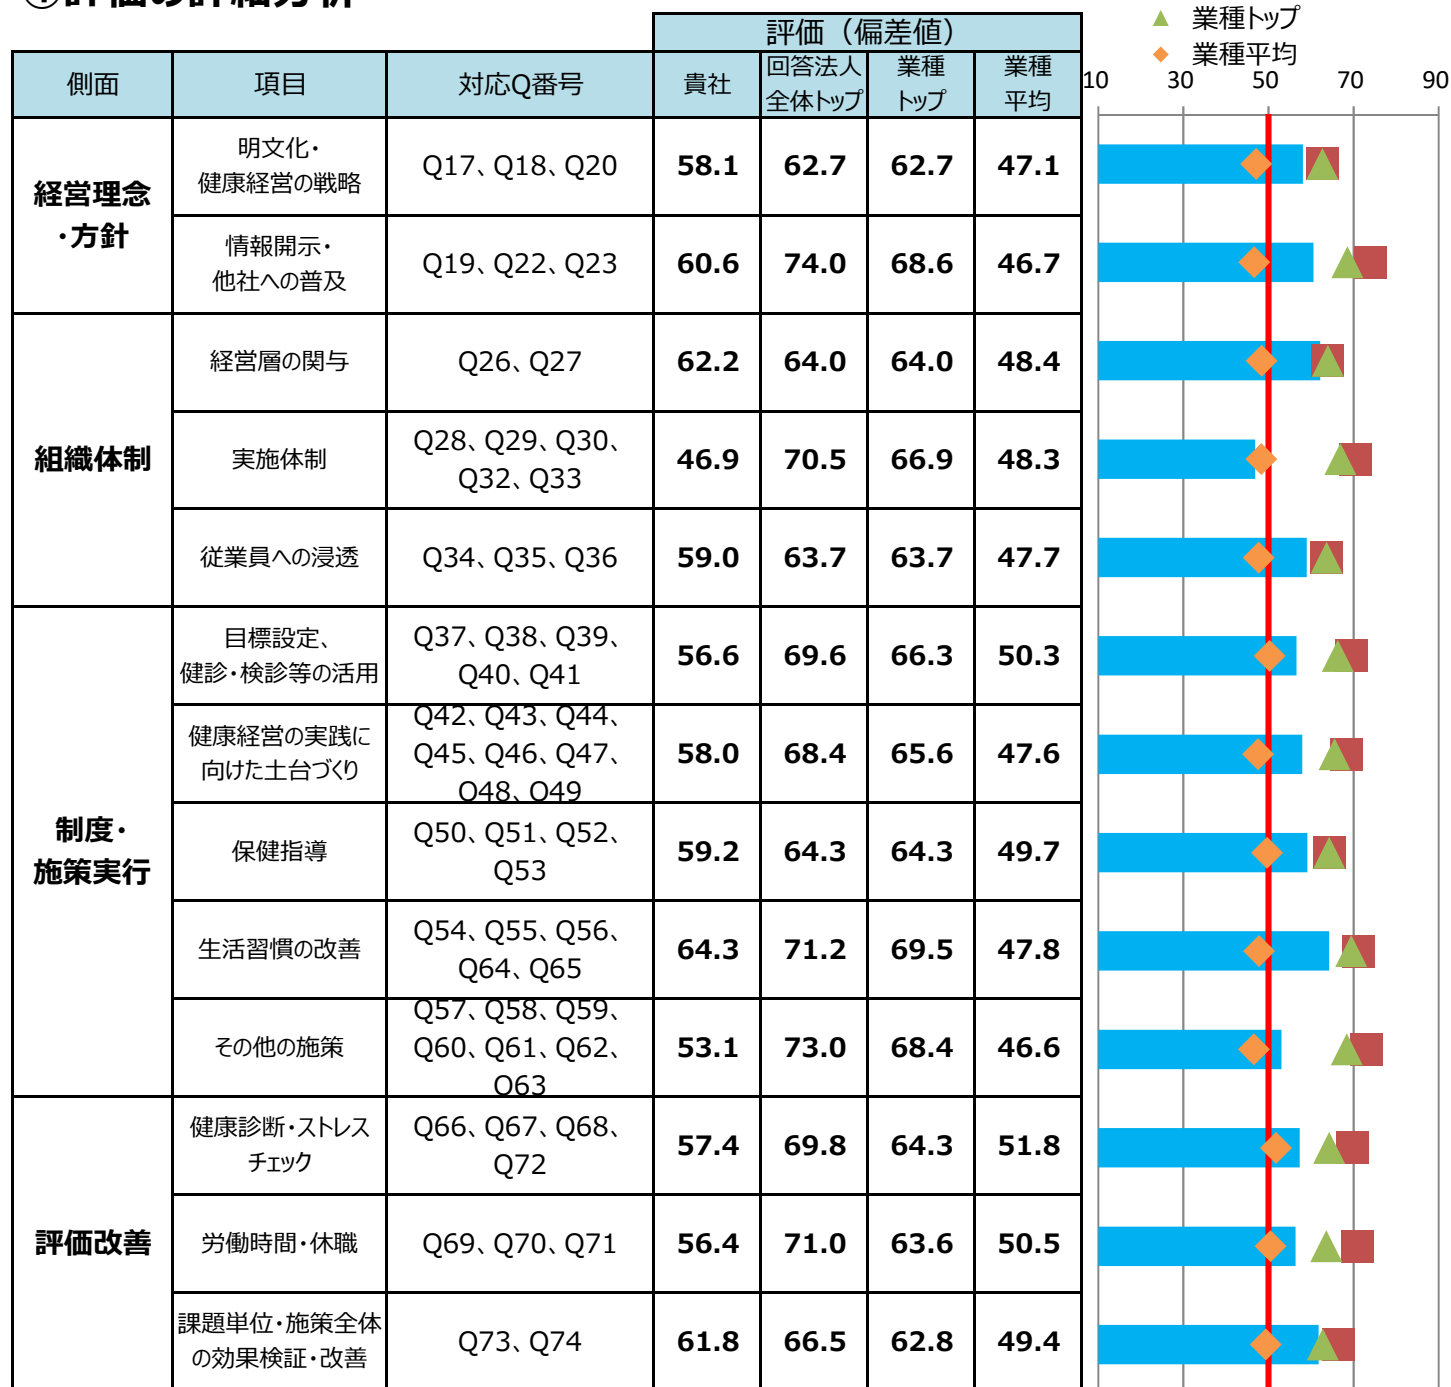 ①評価の詳細分析
▲ 業種トップ
◆ 業種平均
評価（偏差値）
側面 項目 対応Q番号 貴社 回答法人 業種 業種
全体トップ トップ 平均
10 30 50 70 90
経営理念
・方針
明文化・
健康経営の戦略
Q17、Q18、Q20
58.1 62.7 62.7 47.1
情報開示・
他社への普及
Q19、Q22、Q23
60.6 74.0 68.6 46.7
組織体制
経営層の関与
Q26、Q27
62.2 64.0 64.0 48.4
実施体制
Q28、Q29、Q30、
Q32、Q33
46.9 70.5 66.9 48.3
従業員への浸透
Q34、Q35、Q36
59.0 63.7 63.7 47.7
制度・
施策実行
目標設定、
健診・検診等の活用
Q37、Q38、Q39、
Q40、Q41
56.6 69.6 66.3 50.3
健康経営の実践に
向けた土台づくり
Q42、Q43、Q44、
Q45、Q46、Q47、
Q48、Q49
58.0 68.4 65.6 47.6
保健指導
Q50、Q51、Q52、
Q53
59.2 64.3 64.3 49.7
生活習慣の改善
Q54、Q55、Q56、
Q64、Q65
64.3 71.2 69.5 47.8
その他の施策
Q57、Q58、Q59、
Q60、Q61、Q62、
Q63
53.1 73.0 68.4 46.6
評価改善
健康診断・ストレス
チェック
Q66、Q67、Q68、
Q72
57.4 69.8 64.3 51.8
労働時間・休職
Q69、Q70、Q71
56.4 71.0 63.6 50.5
課題単位・施策全体
の効果検証・改善
Q73、Q74
61.8 66.5 62.8 49.4